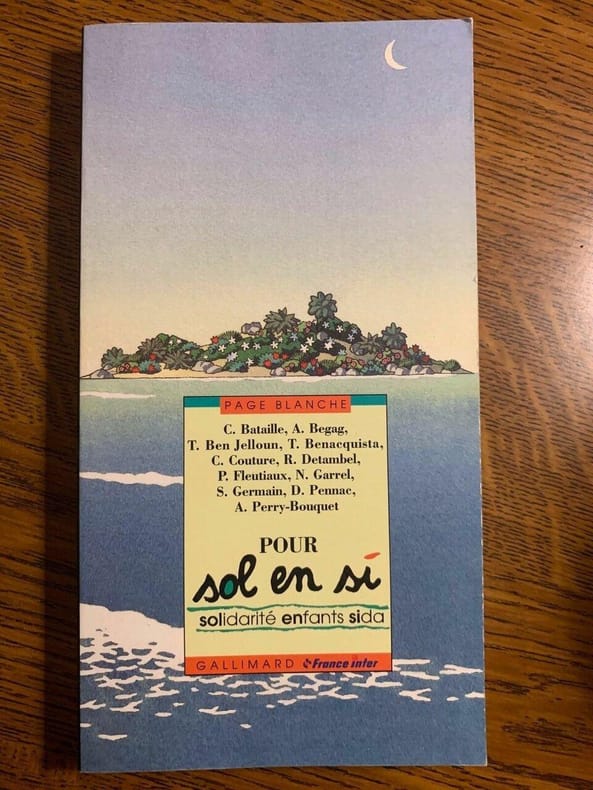 PAGE BLANCHE
C. Bataille, A. Begag,
T. Ben Jelloun, T. Benacquista,
C. Couture, R. Detambel,
P. Fleutiaux, N. Garrel,
S. Germain, D. Pennac,
A. Perry-Bouquet
POUR
sol en si
solidarité enfants sida
GALLIMARD France inter